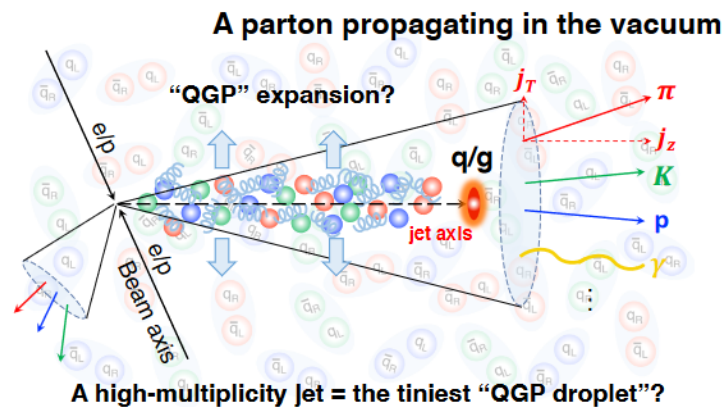 A parton propagating in the vacuum
"QGP" expansion?
e/p
j_T
π
j_z
q/g
K
jet axis
p
e/p
Beam axis
γ
⋮
A high-multiplicity jet = the tiniest "QGP droplet"?